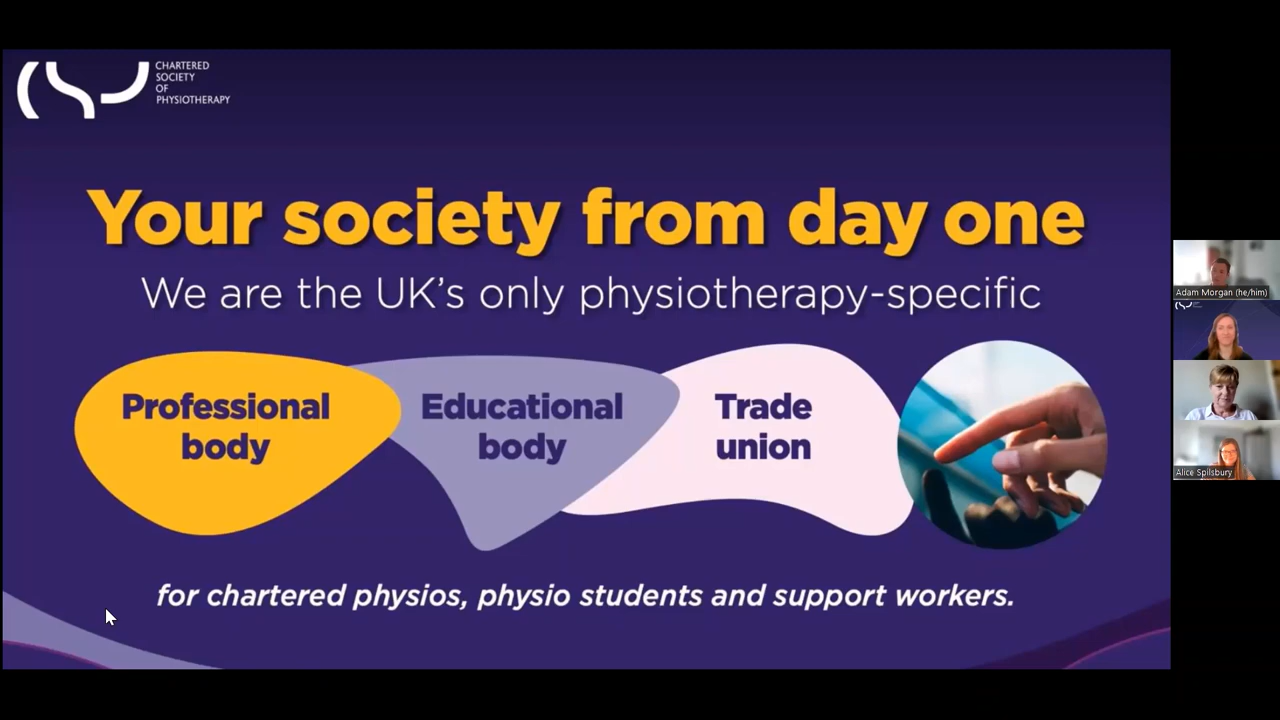 CHARTERED
SOCIETY
OF
PHYSIOTHERAPY
Your society from day one
We are the UK's only physiotherapy-specific
Professional
body
Educational
body
Trade
union
for chartered physios, physio students and support workers.
Adam Morgan (he/him)
Alice Spilsbury